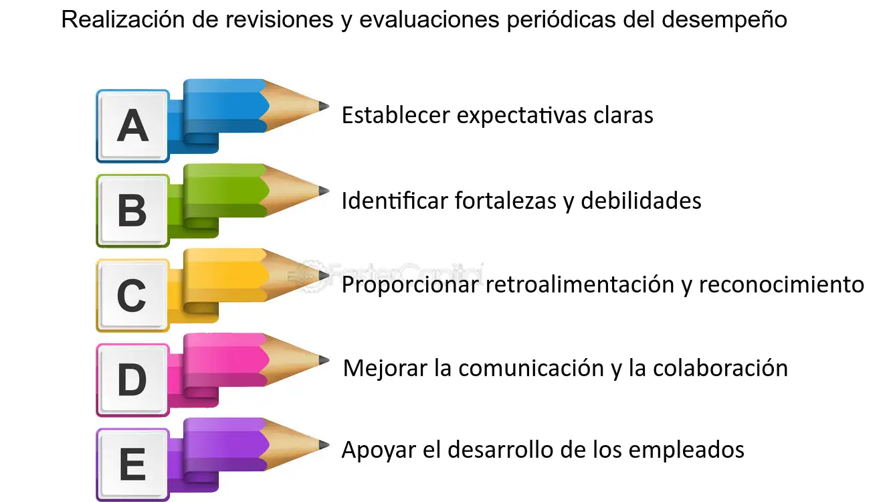 Realización de revisiones y evaluaciones periódicas del desempeño
A
Establecer expectativas claras
B
Identificar fortalezas y debilidades
FasterCapital
C
Proporcionar retroalimentación y reconocimiento
D
Mejorar la comunicación y la colaboración
E
Apoyar el desarrollo de los empleados